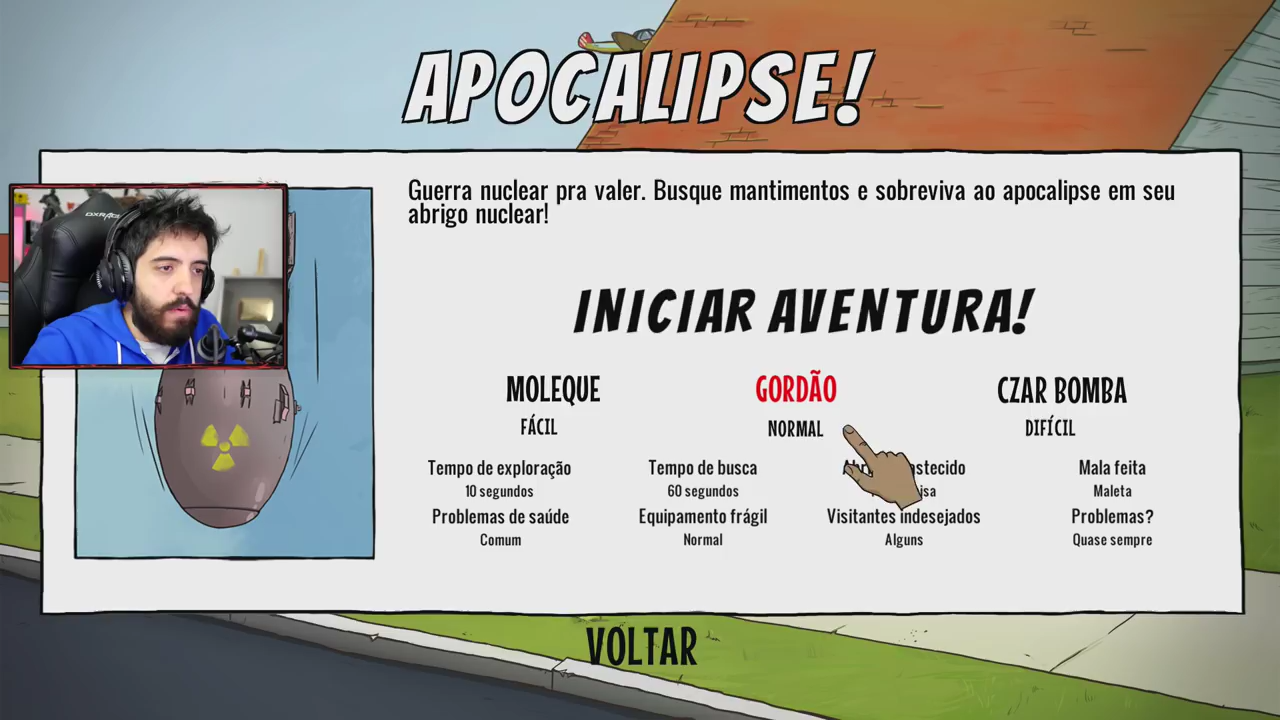 APOCALIPSE!
Guerra nuclear pra valer. Busque mantimentos e sobreviva ao apocalipse em seu
abrigo nuclear!
INICIAR AVENTURA!
MOLEQUE GORDÃO CZAR BOMBA
FÁCIL NORMAL DIFÍCIL
Tempo de exploração Tempo de busca Mala feita
10 segundos 60 segundos Maleta
Problemas de saúde Equipamento frágil Visitantes indesejados Problemas?
Comum Normal Alguns Quase sempre
VOLTAR